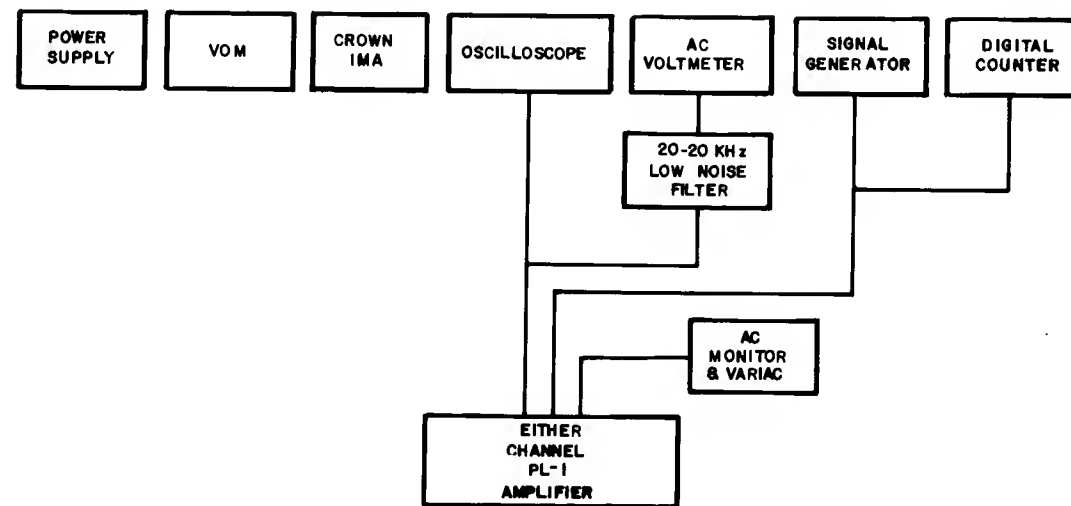 POWER
SUPPLY
VOM
CROWN
IMA
OSCILLOSCOPE
AC
VOLTMETER
SIGNAL
GENERATOR
DIGITAL
COUNTER
20-20 KHz
LOW NOISE
FILTER
AC
MONITOR
& VARIAC
EITHER
CHANNEL
PL-1
AMPLIFIER